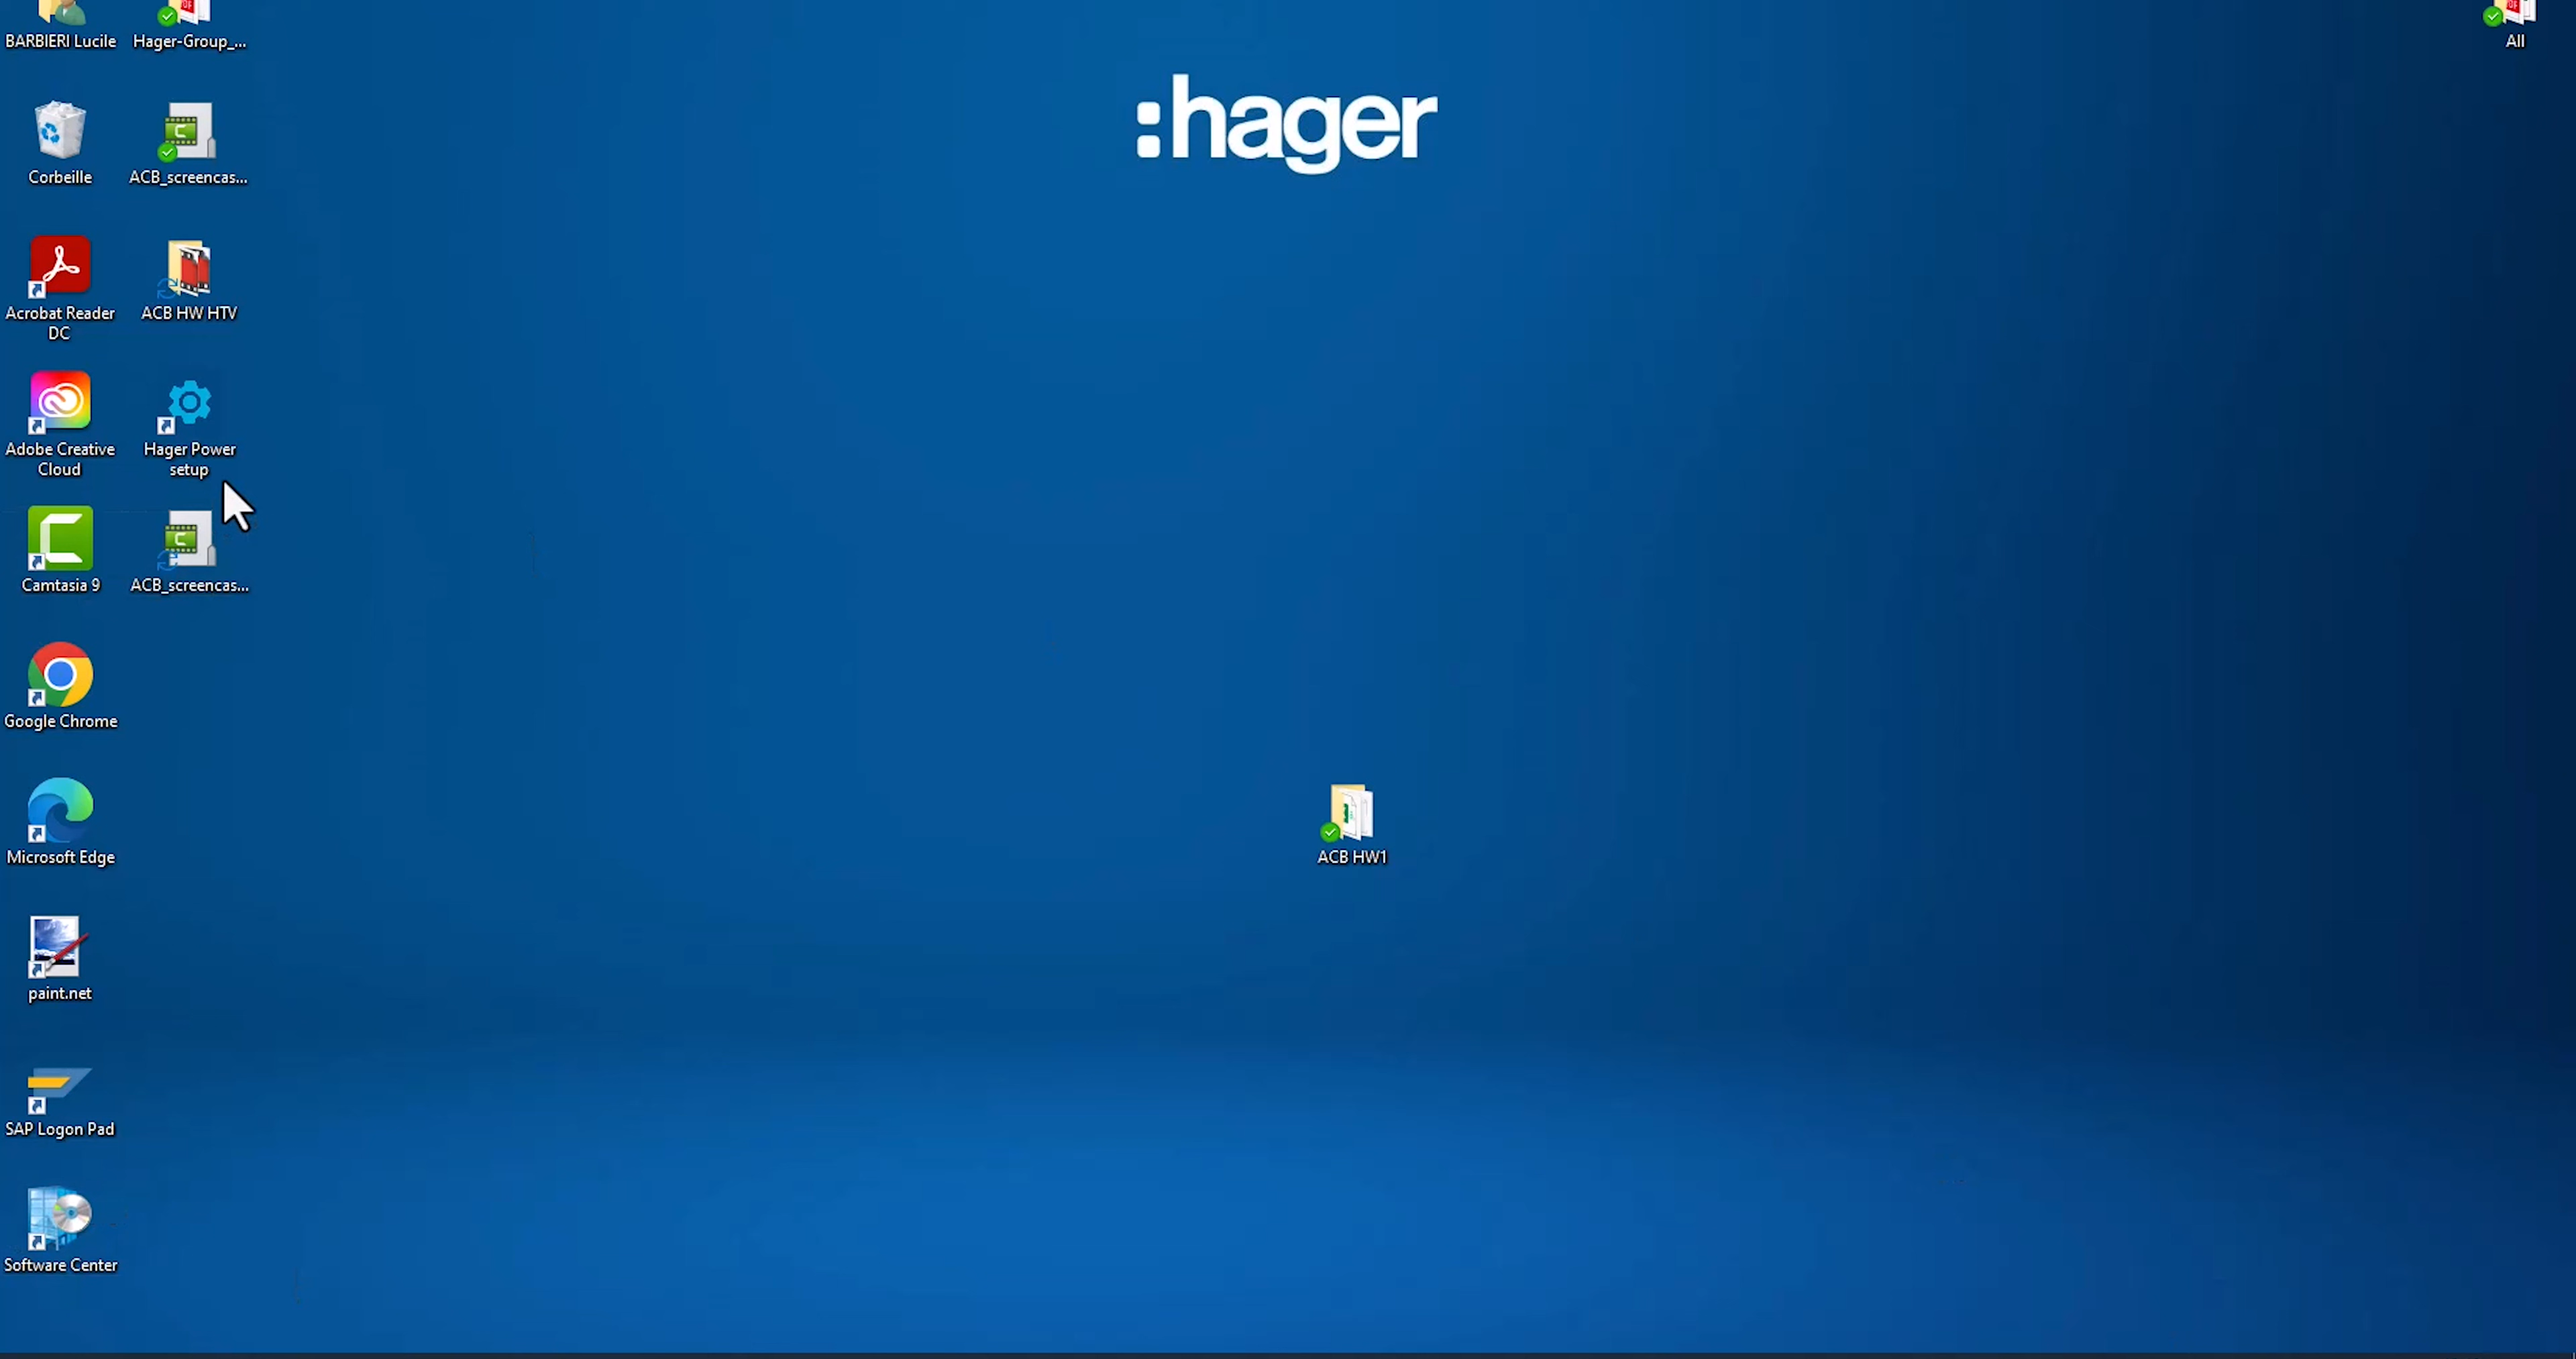 BARBIERI Lucile
Hager-Group_...
All
:hager
Corbeille
ACB_screencas...
Acrobat Reader
DC
ACB HW HTV
Adobe Creative
Cloud
Hager Power
setup
Camtasia 9
ACB_screencas...
Google Chrome
Microsoft Edge
ACB HW1
paint.net
SAP Logon Pad
Software Center